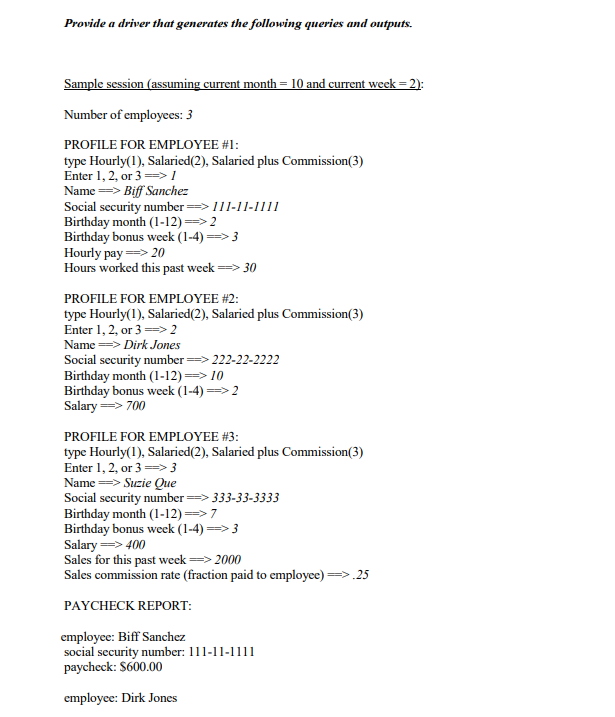 Provide a driver that generates the following queries and outputs.
Sample session (assuming current month = 10 and current week = 2):
Number of employees: 3
PROFILE FOR EMPLOYEE #1:
type Hourly(1), Salaried(2), Salaried plus Commission(3)
Enter 1, 2, or 3 ==> 1
Name ==> Biff Sanchez
Social security number ==> 111-11-1111
Birthday month (1-12) ==> 2
Birthday bonus week (1-4) ==> 3
Hourly pay ==> 20
Hours worked this past week ==> 30
PROFILE FOR EMPLOYEE #2:
type Hourly(1), Salaried(2), Salaried plus Commission(3)
Enter 1, 2, or 3 ==> 2
Name ==> Dirk Jones
Social security number ==> 222-22-2222
Birthday month (1-12) ==> 10
Birthday bonus week (1-4) ==> 2
Salary ==> 700
PROFILE FOR EMPLOYEE #3:
type Hourly(1), Salaried(2), Salaried plus Commission(3)
Enter 1, 2, or 3 ==> 3
Name ==> Suzie Que
Social security number ==> 333-33-3333
Birthday month (1-12) ==> 7
Birthday bonus week (1-4) ==> 3
Salary ==> 400
Sales for this past week ==> 2000
Sales commission rate (fraction paid to employee) ==> .25
PAYCHECK REPORT:
employee: Biff Sanchez
social security number: 111-11-1111
paycheck: $600.00
employee: Dirk Jones